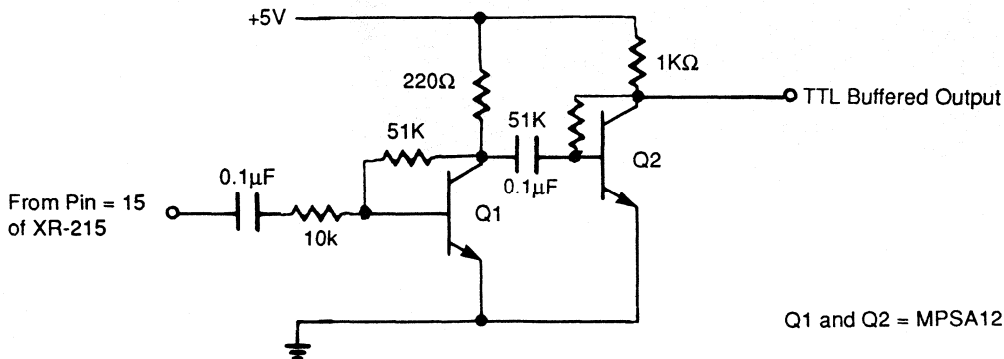 +5V
220Ω
1KΩ
TTL Buffered Output
51K
51K
Q2
0.1µF
0.1µF
From Pin = 15
of XR-215
Q1
10k
Q1 and Q2 = MPSA12